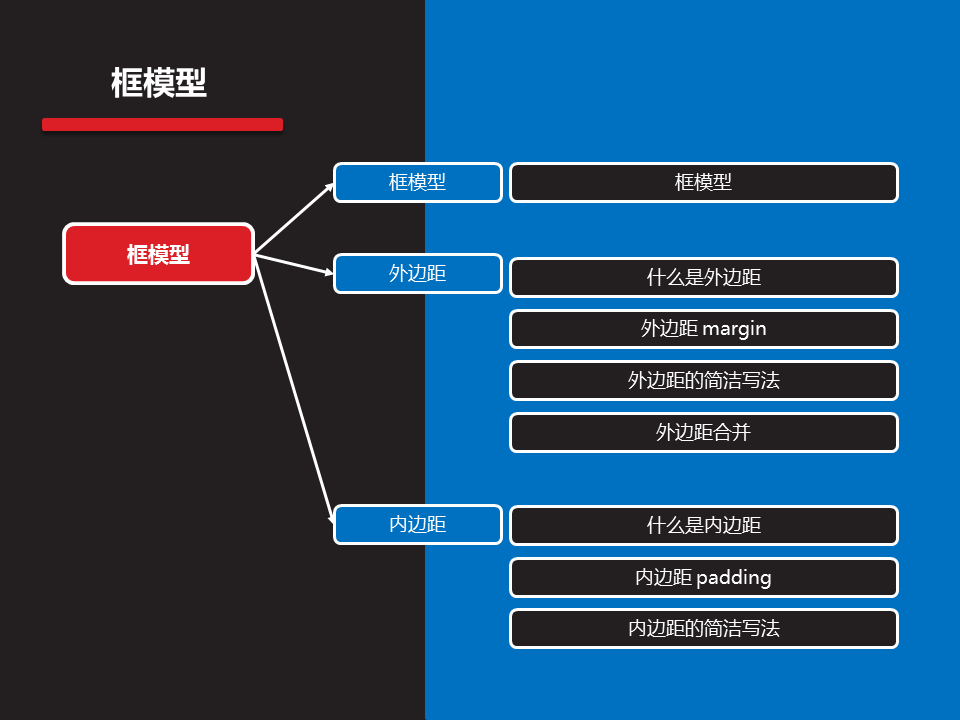 框模型
框模型
框模型
框模型
外边距
什么是外边距
外边距 margin
外边距的简洁写法
外边距合并
内边距
什么是内边距
内边距 padding
内边距的简洁写法